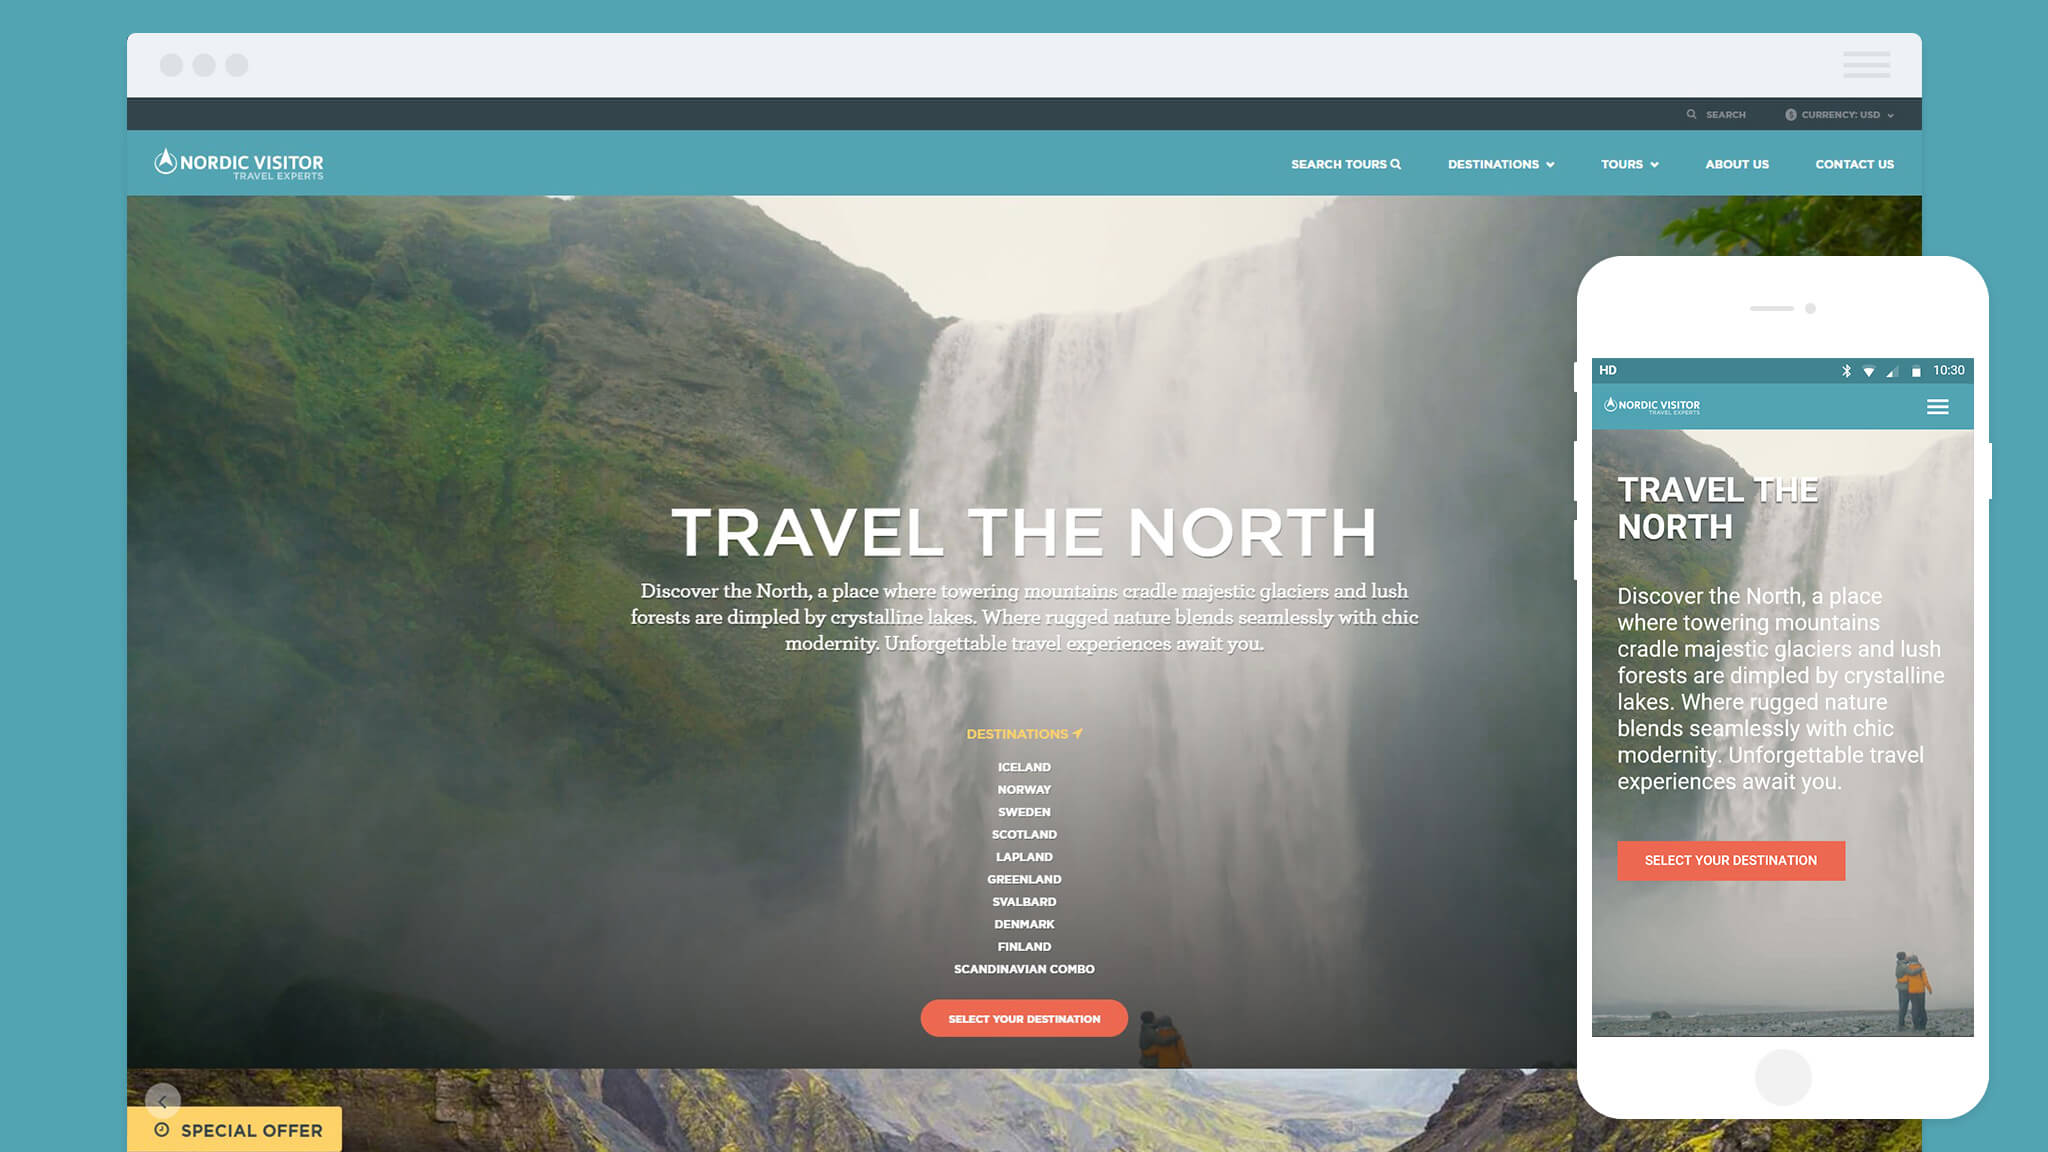 SEARCH
$ CURRENCY: USD
NORDIC VISITOR
TRAVEL EXPERTS
SEARCH TOURS
DESTINATIONS
TOURS
ABOUT US
CONTACT US
TRAVEL THE NORTH
Discover the North, a place where towering mountains cradle majestic glaciers and lush
forests are dimpled by crystalline lakes. Where rugged nature blends seamlessly with chic
modernity. Unforgettable travel experiences await you.
DESTINATIONS
ICELAND
NORWAY
SWEDEN
SCOTLAND
LAPLAND
GREENLAND
SVALBARD
DENMARK
FINLAND
SCANDINAVIAN COMBO
SELECT YOUR DESTINATION
SPECIAL OFFER
HD
10:30
NORDIC VISITOR
TRAVEL EXPERTS
TRAVEL THE
NORTH
Discover the North, a place
where towering mountains
cradle majestic glaciers and lush
forests are dimpled by crystalline
lakes. Where rugged nature
blends seamlessly with chic
modernity. Unforgettable travel
experiences await you.
SELECT YOUR DESTINATION